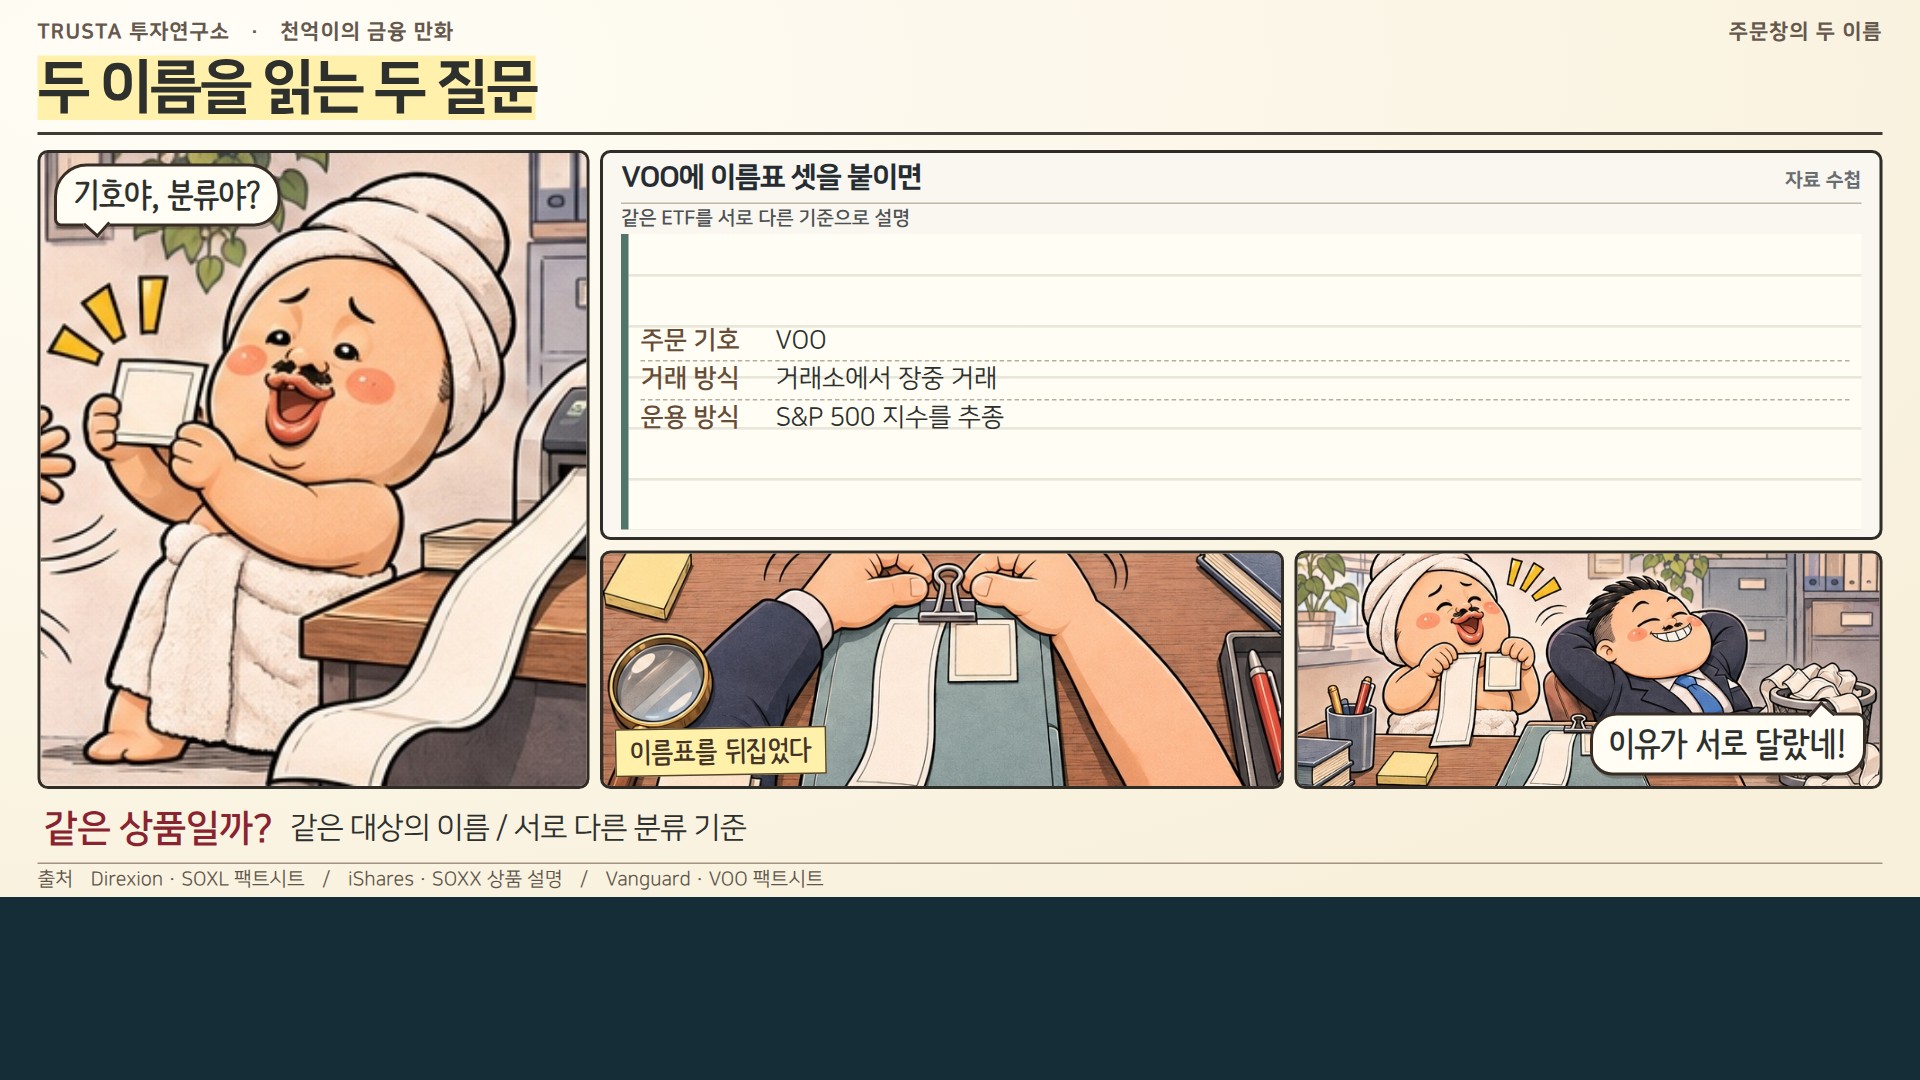 TRUSTA 투자연구소 · 천억이의 금융 만화
주문창의 두 이름
두 이름을 읽는 두 질문
기호야, 분류야?
VOO에 이름표 셋을 붙이면
자료 수첩
같은 ETF를 서로 다른 기준으로 설명
주문 기호 VOO
거래 방식 거래소에서 장중 거래
운용 방식 S&P 500 지수를 추종
이름표를 뒤집었다
이유가 서로 달랐네!
같은 상품일까? 같은 대상의 이름 / 서로 다른 분류 기준
출처 Direxion · SOXL 팩트시트 / iShares · SOXX 상품 설명 / Vanguard · VOO 팩트시트